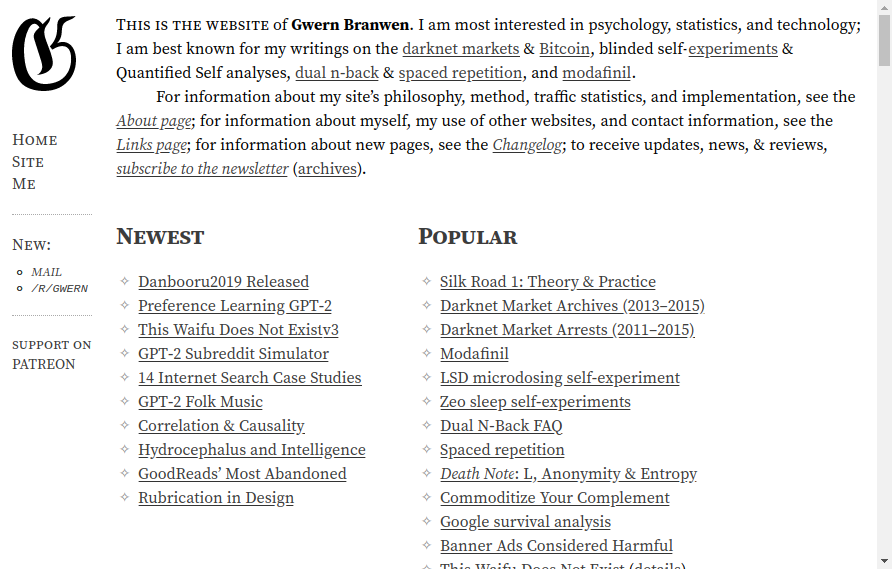 G
THIS IS THE WEBSITE of Gwern Branwen. I am most interested in psychology, statistics, and technology;
I am best known for my writings on the darknet markets & Bitcoin, blinded self-experiments &
Quantified Self analyses, dual n-back & spaced repetition, and modafinil.
For information about my site’s philosophy, method, traffic statistics, and implementation, see the
About page; for information about myself, my use of other websites, and contact information, see the
Links page; for information about new pages, see the Changelog; to receive updates, news, & reviews,
subscribe to the newsletter (archives).
HOME
SITE
ME
NEW:
MAIL
/R/GWERN
SUPPORT ON
PATREON
NEWEST
Danbooru2019 Released
Preference Learning GPT-2
This Waifu Does Not Existv3
GPT-2 Subreddit Simulator
14 Internet Search Case Studies
GPT-2 Folk Music
Correlation & Causality
Hydrocephalus and Intelligence
GoodReads’ Most Abandoned
Rubrication in Design
POPULAR
Silk Road 1: Theory & Practice
Darknet Market Archives (2013–2015)
Darknet Market Arrests (2011–2015)
Modafinil
LSD microdosing self-experiment
Zeo sleep self-experiments
Dual N-Back FAQ
Spaced repetition
Death Note: L, Anonymity & Entropy
Commoditize Your Complement
Google survival analysis
Banner Ads Considered Harmful
This Waifu Does Not Exist (details)